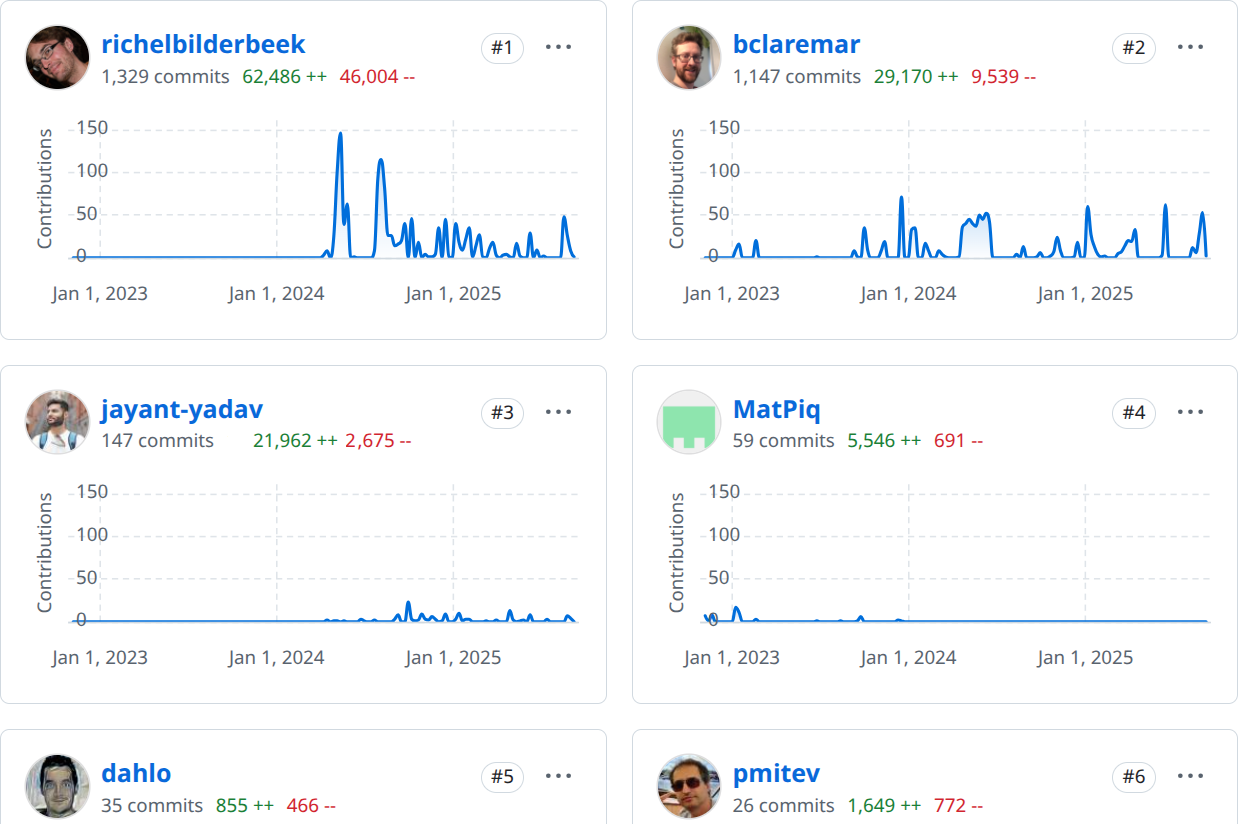 richelbilderbeek #1 ...
1,329 commits 62,486 ++ 46,004 --
150
100
50
0
Contributions
Jan 1, 2023 Jan 1, 2024 Jan 1, 2025
bclaremar #2 ...
1,147 commits 29,170 ++ 9,539 --
150
100
50
0
Contributions
Jan 1, 2023 Jan 1, 2024 Jan 1, 2025
jayant-yadav #3 ...
147 commits 21,962 ++ 2,675 --
150
100
50
0
Contributions
Jan 1, 2023 Jan 1, 2024 Jan 1, 2025
MatPiq #4 ...
59 commits 5,546 ++ 691 --
150
100
50
0
Contributions
Jan 1, 2023 Jan 1, 2024 Jan 1, 2025
dahlo #5 ...
35 commits 855 ++ 466 --
pmitev #6 ...
26 commits 1,649 ++ 772 --